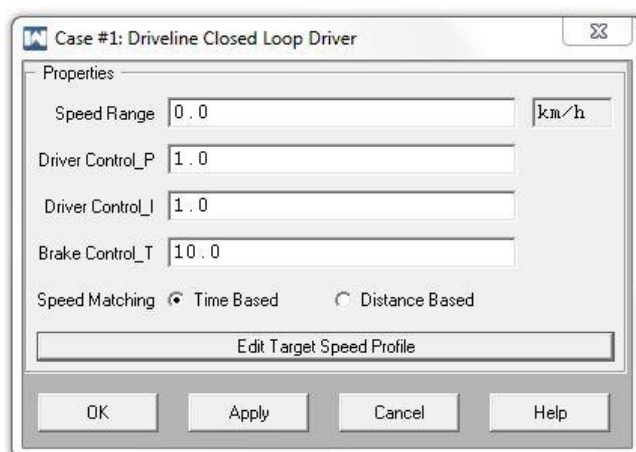 Case #1: Driveline Closed Loop Driver
Properties
Speed Range 0.0 km/h
Driver Control_P 1.0
Driver Control_I 1.0
Brake Control_T 10.0
Speed Matching Time Based Distance Based
Edit Target Speed Profile
OK Apply Cancel Help